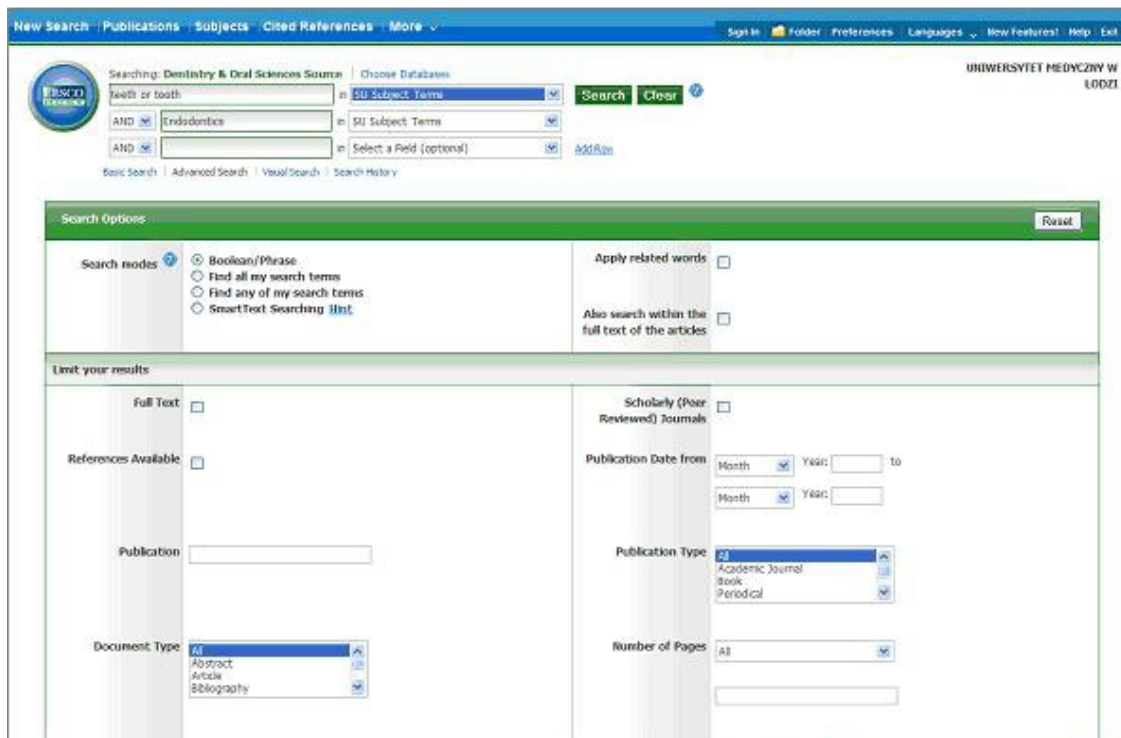 New Search Publications Subjects Cited References More
Sign In Folder Preferences Languages New Features! Help Exit
UNIWERSYTET MEDYCZNY W
LODZI
Searching: Dentistry & Oral Sciences Source Choose Databases
teeth or tooth in SU Subject Terms Search Clear
AND Endodontics in SU Subject Terms
AND in Select a Field (optional) Add Row
Basic Search Advanced Search Visual Search Search History
Search Options Reset
Search modes Boolean/Phrase Apply related words
Find all my search terms
Find any of my search terms
SmartText Searching Hint
Also search within the
full text of the articles
Limit your results
Full Text Scholarly (Peer
Reviewed) Journals
References Available Publication Date from Month Year: to
Month Year:
Publication Publication Type All
Academic Journal
Book
Periodical
Document Type All Number of Pages All
Abstract
Article
Bibliography